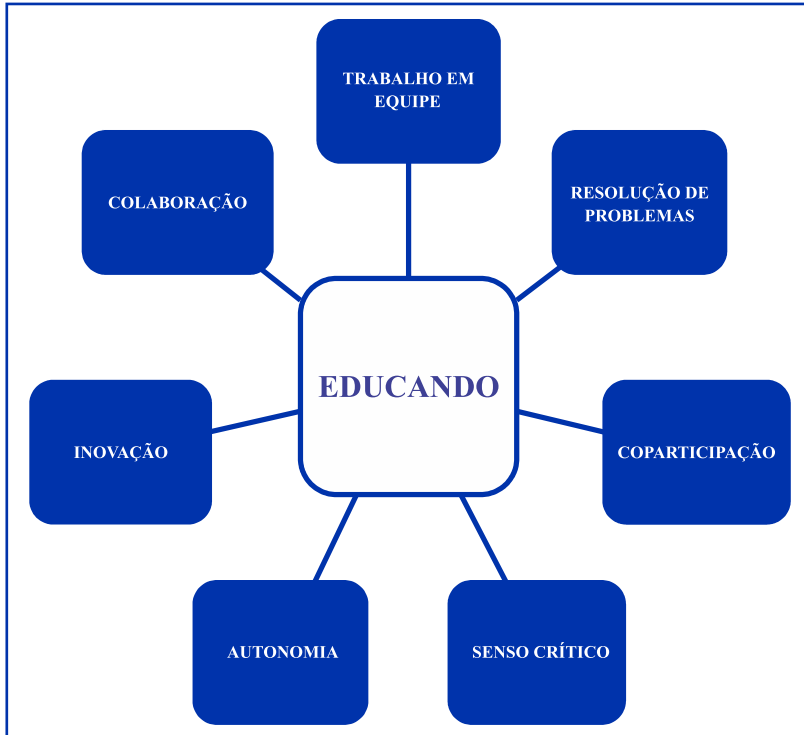 TRABALHO EM
EQUIPE
RESOLUÇÃO DE
PROBLEMAS
COLABORAÇÃO
EDUCANDO
INOVAÇÃO
COPARTICIPAÇÃO
AUTONOMIA
SENSO CRÍTICO